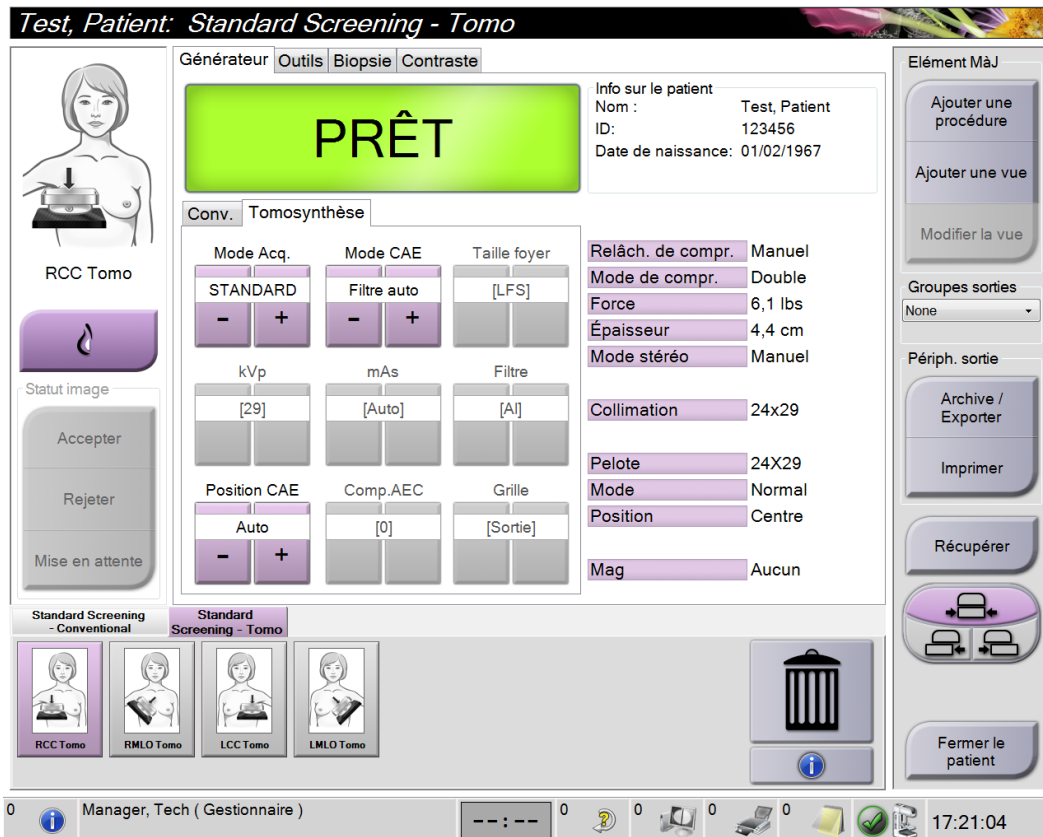 Test, Patient: Standard Screening - Tomo
RCC Tomo
Statut image
Accepter
Rejeter
Mise en attente
Générateur Outils Biopsie Contraste
PRÊT
Info sur le patient
Nom : Test, Patient
ID: 123456
Date de naissance: 01/02/1967
Conv. Tomosynthèse
Mode Acq. Mode CAE Taille foyer
STANDARD Filtre auto [LFS]
- + - +
kVp mAs Filtre
[29] [Auto] [Al]
Position CAE Comp.AEC Grille
Auto [0] [Sortie]
- +
Relâch. de compr. Manuel
Mode de compr. Double
Force 6,1 lbs
Épaisseur 4,4 cm
Mode stéréo Manuel
Collimation 24x29
Pelote 24X29
Mode Normal
Position Centre
Mag Aucun
Elément MàJ
Ajouter une
procédure
Ajouter une vue
Modifier la vue
Groupes sorties
None
Périph. sortie
Archive /
Exporter
Imprimer
Récupérer
Fermer le
patient
Standard Screening
- Conventional
Standard
Screening - Tomo
RCC Tomo RMLO Tomo LCC Tomo LMLO Tomo
0 Manager, Tech ( Gestionnaire ) --:-- 0 0 0 0 17:21:04